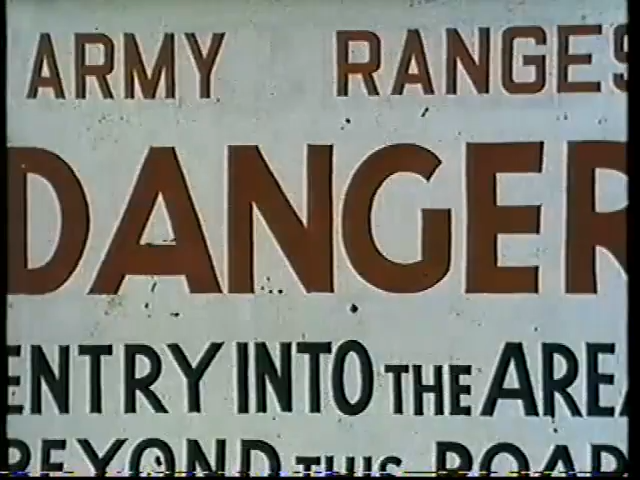 ARMY RANGES
DANGER
ENTRY INTO THE AREA
BEYOND THIS ROAD